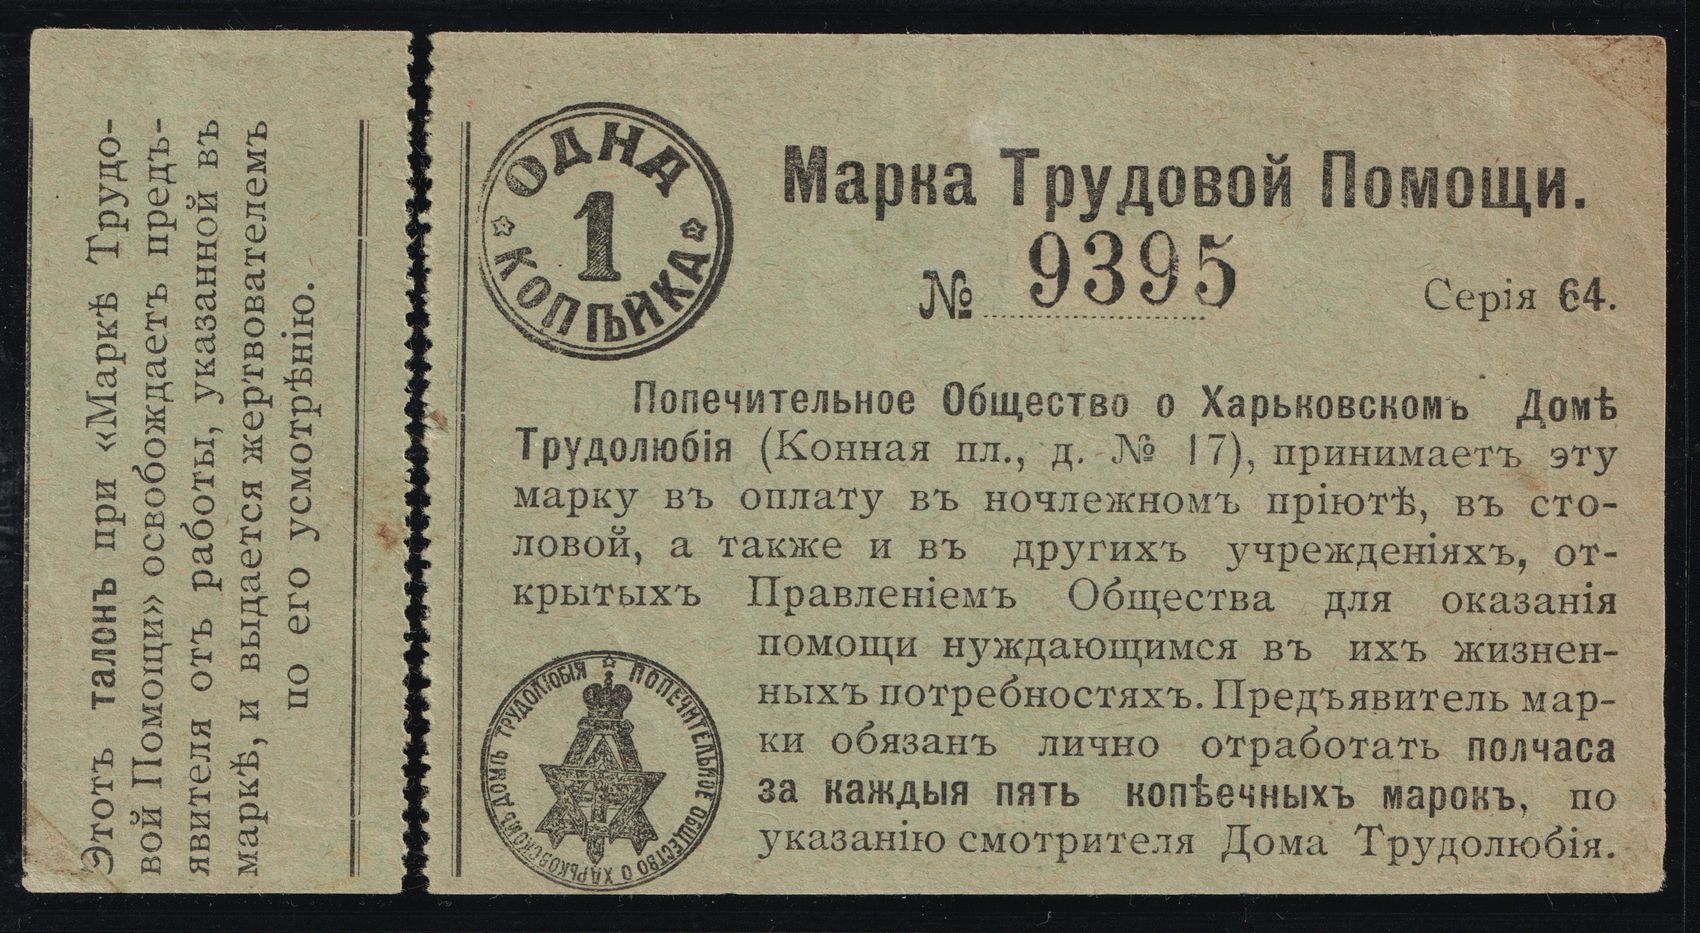 Этотъ талонъ при «Маркѣ Трудо-
вой Помощи» освобождаетъ предъ-
явителя отъ работы, указанной въ
маркѣ, и выдается жертвователемъ
по его усмотрѣнію.
ОДНА
1
КОПѢЙКА
Марка Трудовой Помощи.
№ 9395
Серія 64.
Попечительное Общество о Харьковскомъ Домѣ
Трудолюбія (Конная пл., д. № 17), принимаетъ эту
марку въ оплату въ ночлежномъ пріютѣ, въ сто-
ловой, а также и въ другихъ учрежденіяхъ, от-
крытыхъ Правленіемъ Общества для оказанія
помощи нуждающимся въ ихъ жизнен-
ныхъ потребностяхъ. Предъявитель мар-
ки обязанъ лично отработать полчаса
за каждыя пять копѣечныхъ марокъ, по
указанію смотрителя Дома Трудолюбія.
ПОПЕЧИТЕЛЬНОЕ ОБЩЕСТВО О ХАРЬКОВСКОМЪ ДОМѢ ТРУДОЛЮБІЯ